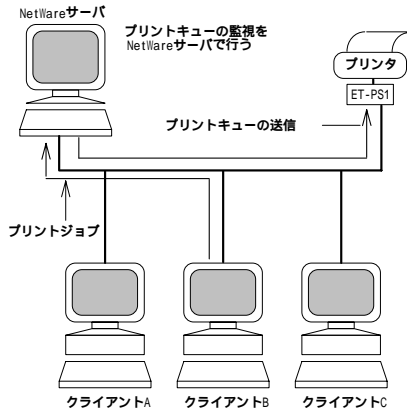 NetWareサーバ
プリントキューの監視を
NetWareサーバで行う
プリンタ
ET-PS1
プリントキューの送信
プリントジョブ
クライアントA
クライアントB
クライアントC